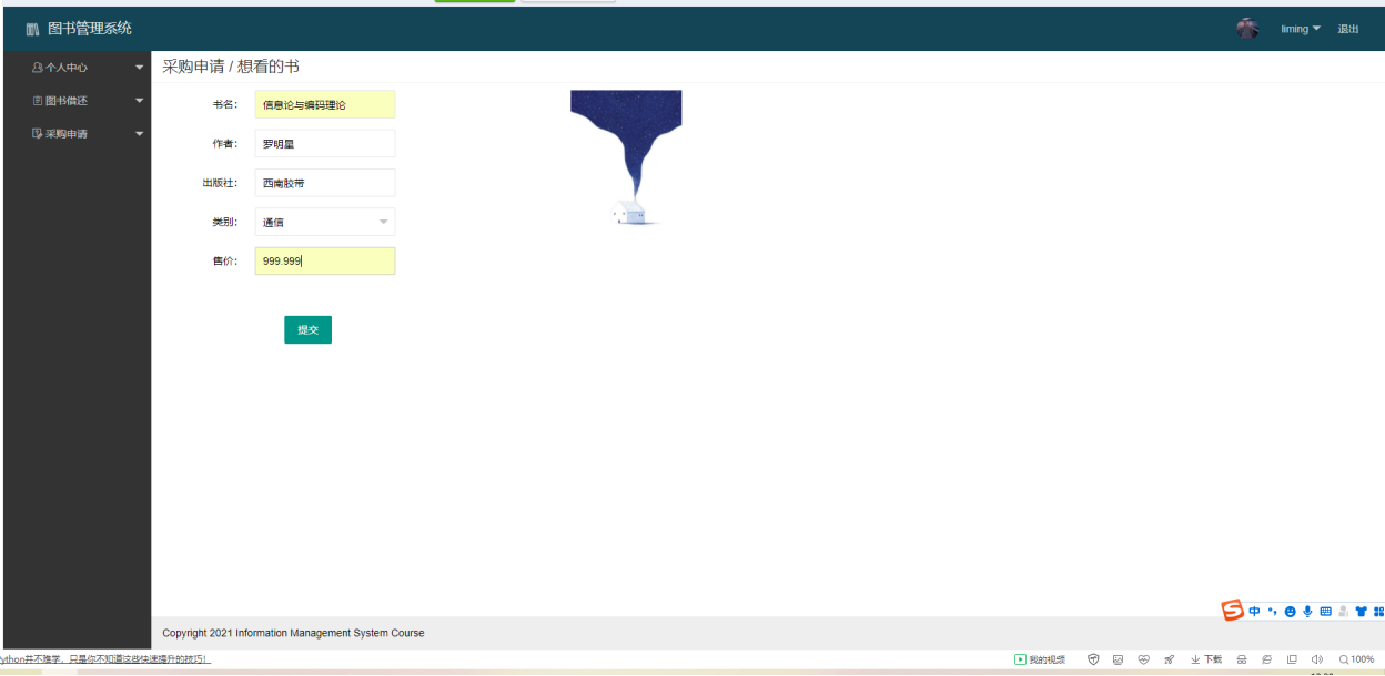 图书管理系统
liming
退出
个人中心
图书借还
采购申请
采购申请 / 想看的书
书名:
信息论与编码理论
作者:
罗明星
出版社:
西南胶带
类别:
通信
售价:
999.999
提交
Copyright 2021 Information Management System Course
中
ython并不难学，只是你不知道这些快速提升的技巧！
我的视频
下载
100%